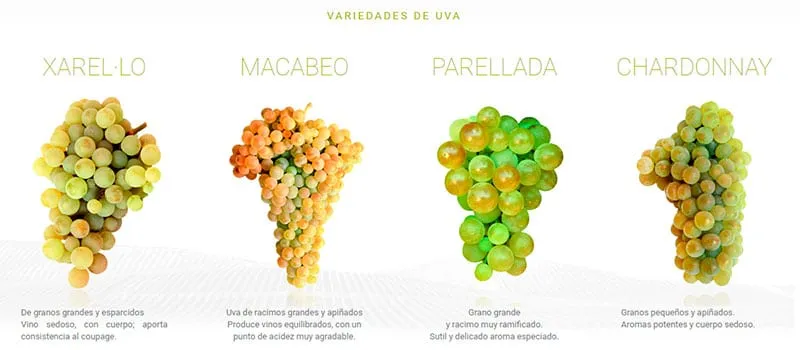 VARIEDADES DE UVA
XAREL·LO
De granos grandes y esparcidos
Vino sedoso, con cuerpo; aporta
consistencia al coupage.
MACABEO
Uva de racimos grandes y apiñados
Produce vinos equilibrados, con un
punto de acidez muy agradable.
PARELLADA
Grano grande
y racimo muy ramificado.
Sutil y delicado aroma especiado.
CHARDONNAY
Granos pequeños y apiñados.
Aromas potentes y cuerpo sedoso.